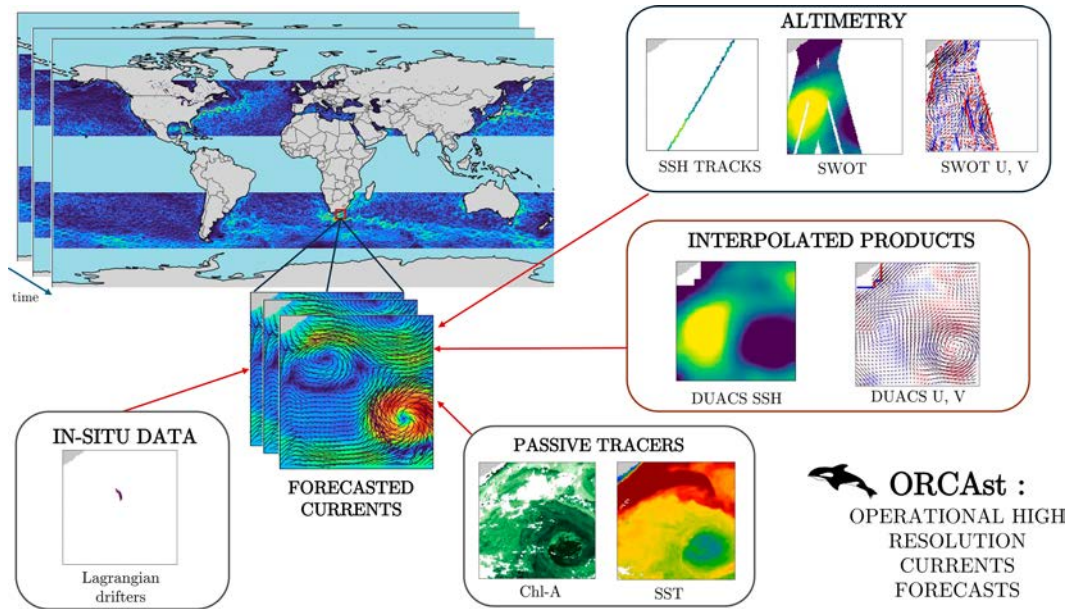 ALTIMETRY
SSH TRACKS
SWOT
SWOT U, V
time
INTERPOLATED PRODUCTS
DUACS SSH
DUACS U, V
IN-SITU DATA
Lagrangian
drifters
FORECASTED
CURRENTS
PASSIVE TRACERS
Chl-A
SST
ORCAst :
OPERATIONAL HIGH
RESOLUTION
CURRENTS
FORECASTS